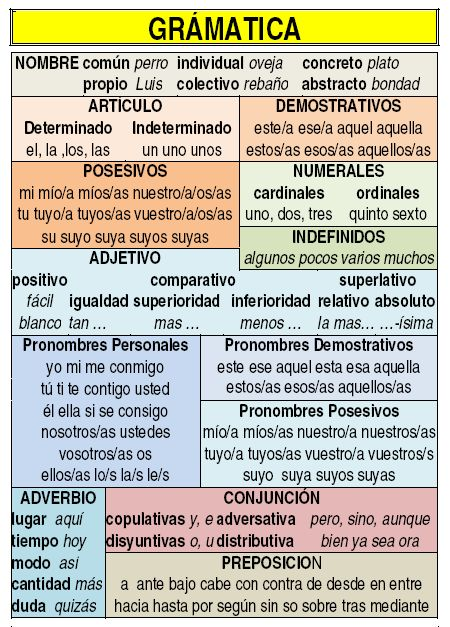 GRÁMATICA
NOMBRE común perro individual oveja concreto plato
propio Luis colectivo rebaño abstracto bondad
ARTÍCULO
Determinado Indeterminado
el, la ,los, las un uno unos
DEMOSTRATIVOS
este/a ese/a aquel aquella
estos/as esos/as aquellos/as
POSESIVOS
mi mío/a míos/as nuestro/a/os/as
tu tuyo/a tuyos/as vuestro/a/os/as
su suyo suya suyos suyas
NUMERALES
cardinales ordinales
uno, dos, tres quinto sexto
INDEFINIDOS
algunos pocos varios muchos
ADJETIVO
positivo comparativo superlativo
fácil igualdad superioridad inferioridad relativo absoluto
blanco tan … mas … menos … la mas… …-ísima
Pronombres Personales
yo mi me conmigo
tú ti te contigo usted
él ella si se consigo
nosotros/as ustedes
vosotros/as os
ellos/as lo/s la/s le/s
Pronombres Demostrativos
este ese aquel esta esa aquella
estos/as esos/as aquellos/as
Pronombres Posesivos
mío/a míos/as nuestro/a nuestros/as
tuyo/a tuyos/as vuestro/a vuestros/s
suyo suya suyos suyas
ADVERBIO
lugar aquí
tiempo hoy
modo asi
cantidad más
duda quizás
CONJUNCIÓN
copulativas y, e adversativa pero, sino, aunque
disyuntivas o, u distributiva bien ya sea ora
PREPOSICION
a ante bajo cabe con contra de desde en entre
hacia hasta por según sin so sobre tras mediante